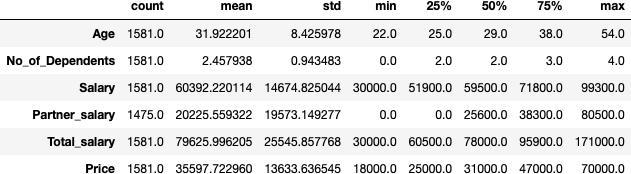 count mean std min 25% 50% 75% max
Age 1581.0 31.922201 8.425978 22.0 25.0 29.0 38.0 54.0
No_of_Dependents 1581.0 2.457938 0.943483 0.0 2.0 2.0 3.0 4.0
Salary 1581.0 60392.220114 14674.825044 30000.0 51900.0 59500.0 71800.0 99300.0
Partner_salary 1475.0 20225.559322 19573.149277 0.0 0.0 25600.0 38300.0 80500.0
Total_salary 1581.0 79625.996205 25545.857768 30000.0 60500.0 78000.0 95900.0 171000.0
Price 1581.0 35597.722960 13633.636545 18000.0 25000.0 31000.0 47000.0 70000.0